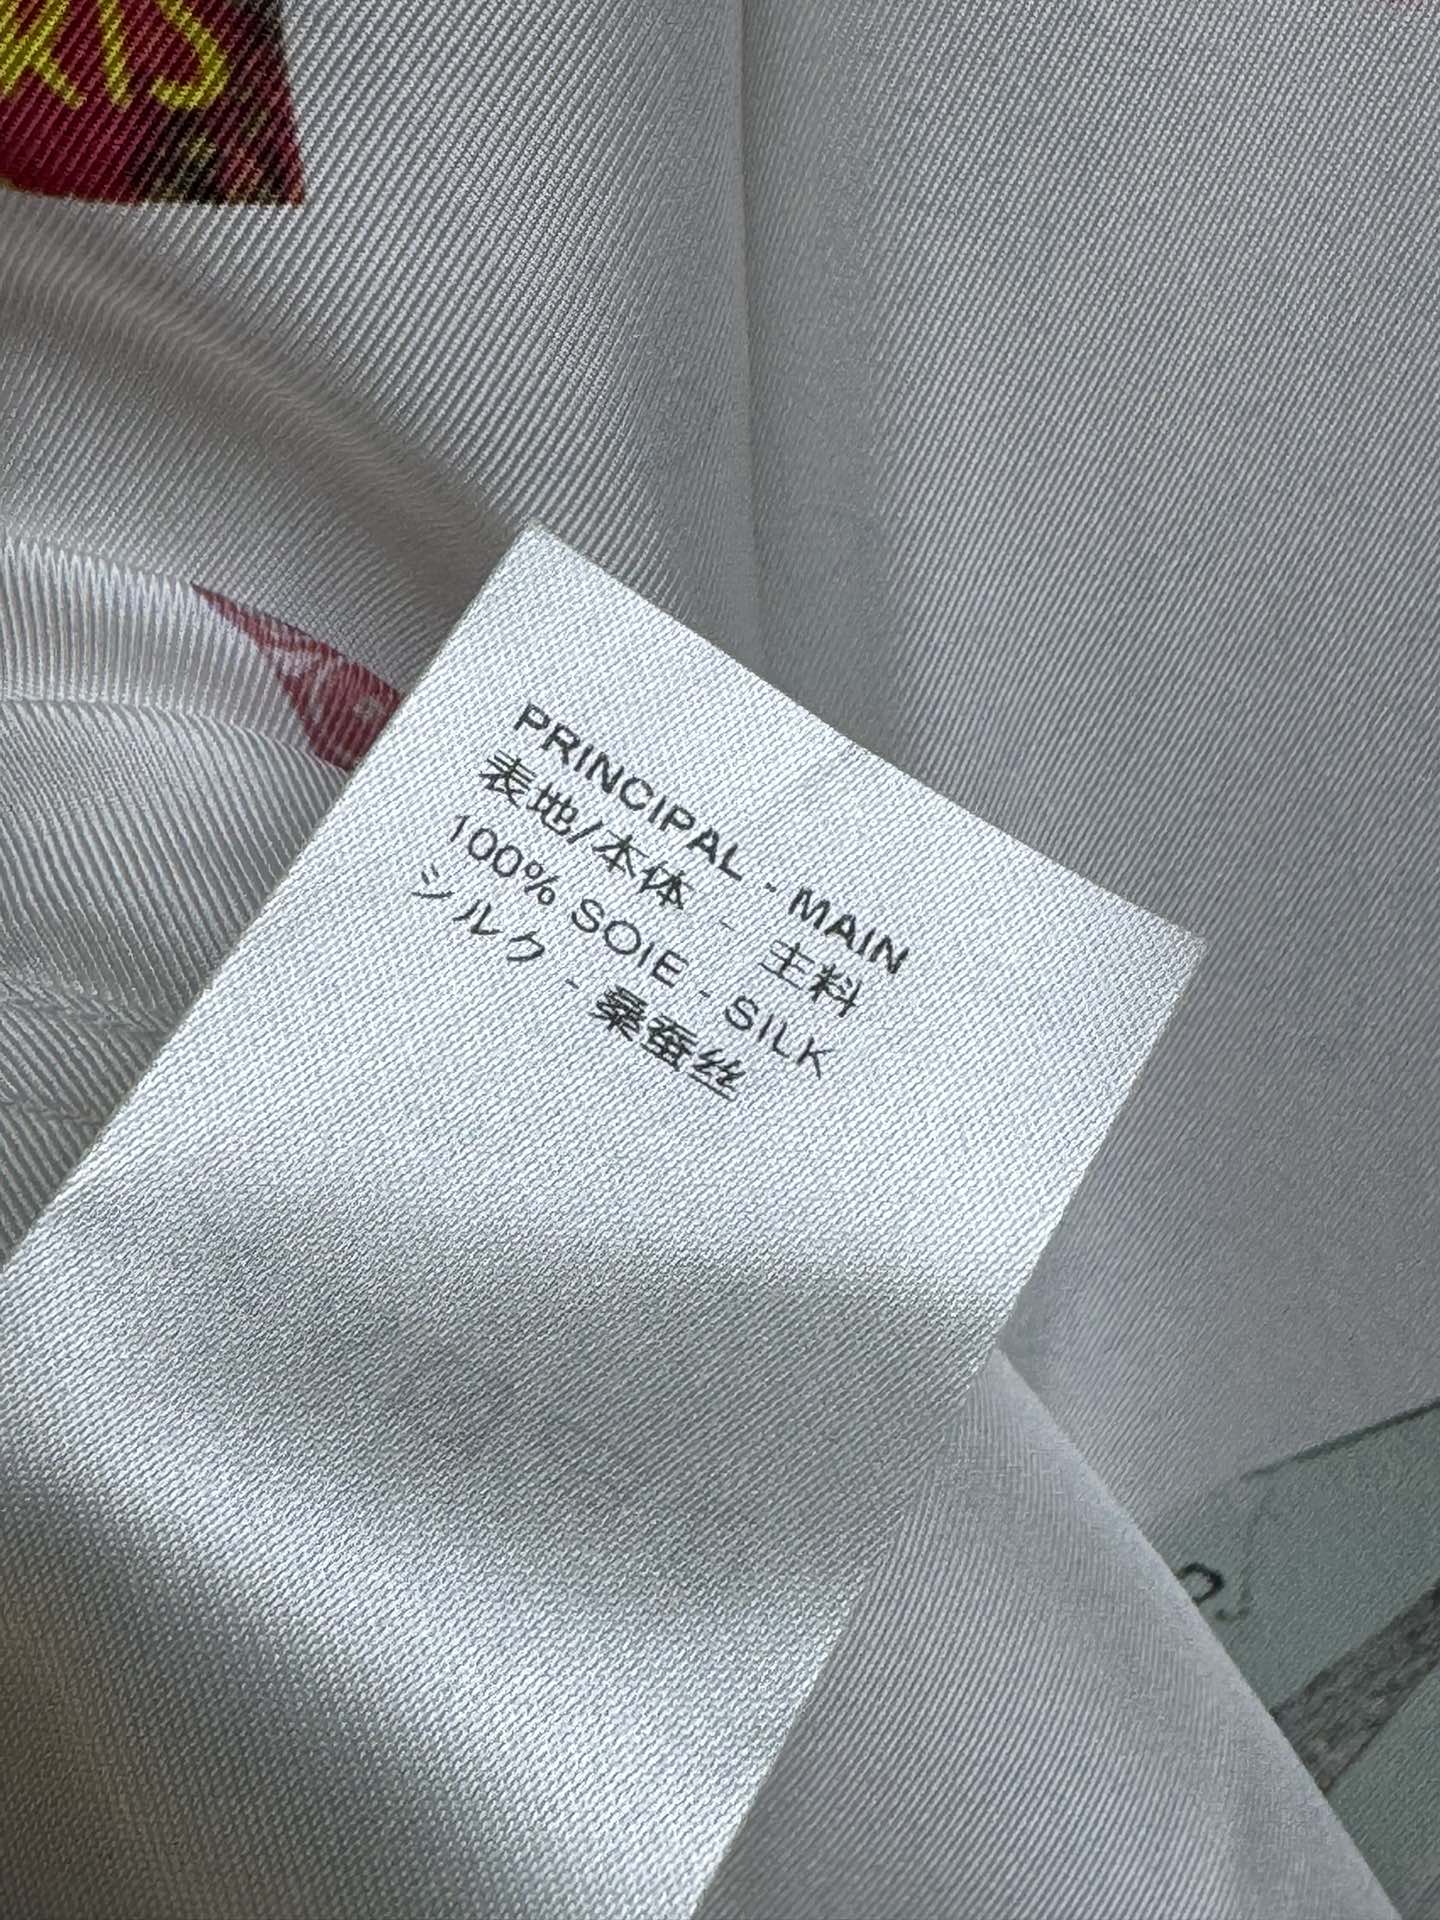 PRINCIPAL - MAIN
表地/本体 - 主料
100% SOIE - SILK
シルク - 桑蚕丝